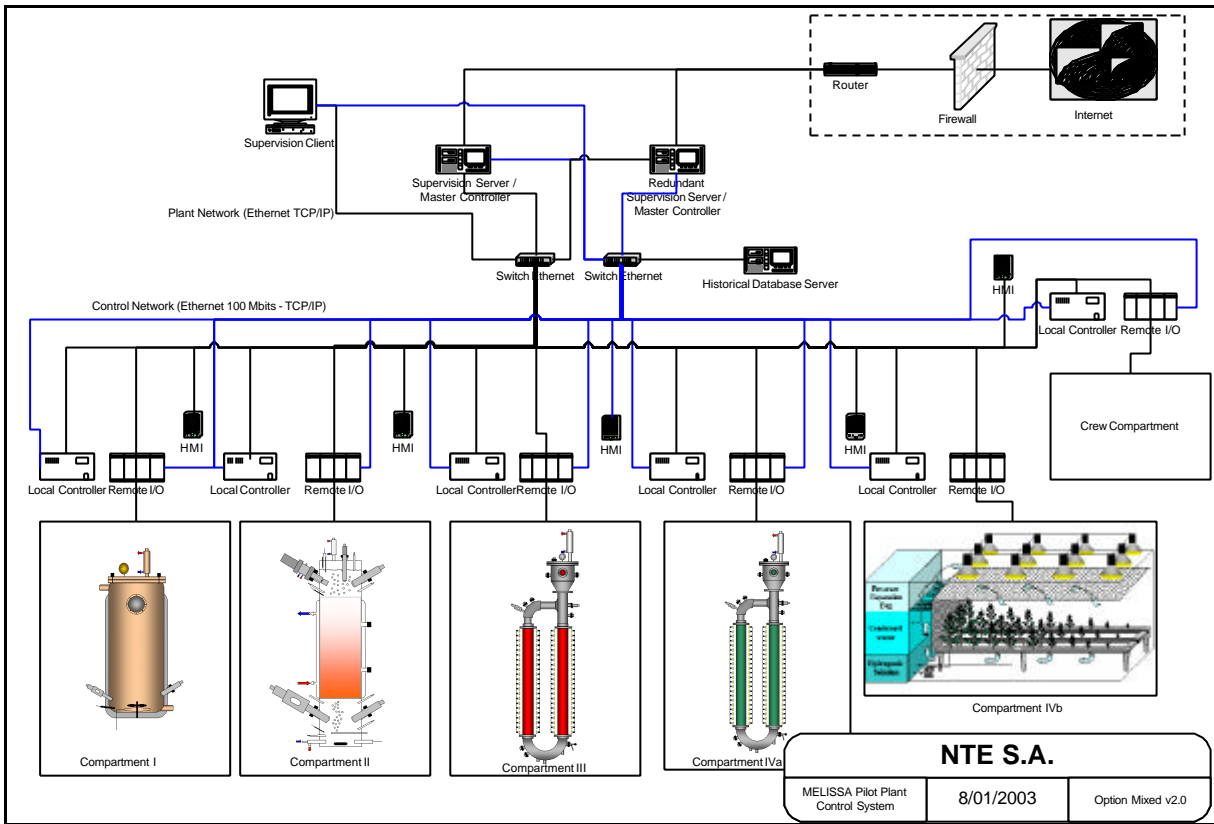 Router
Firewall
Internet
Supervision Client
Supervision Server /
Master Controller
Redundant
Supervision Server /
Master Controller
Plant Network (Ethernet TCP/IP)
Switch Ethernet
Switch Ethernet
Historical Database Server
HMI
Control Network (Ethernet 100 Mbits - TCP/IP)
Local Controller
Remote I/O
Crew Compartment
HMI
HMI
HMI
HMI
Local Controller
Remote I/O
Local Controller
Remote I/O
Local Controller
Remote I/O
Local Controller
Remote I/O
Local Controller
Remote I/O
Compartment I
Compartment II
Compartment III
Compartment IVa
Condensed
water
Hydroponic
Solution
Compartment IVb
NTE S.A.
MELISSA Pilot Plant
Control System
8/01/2003
Option Mixed v2.0